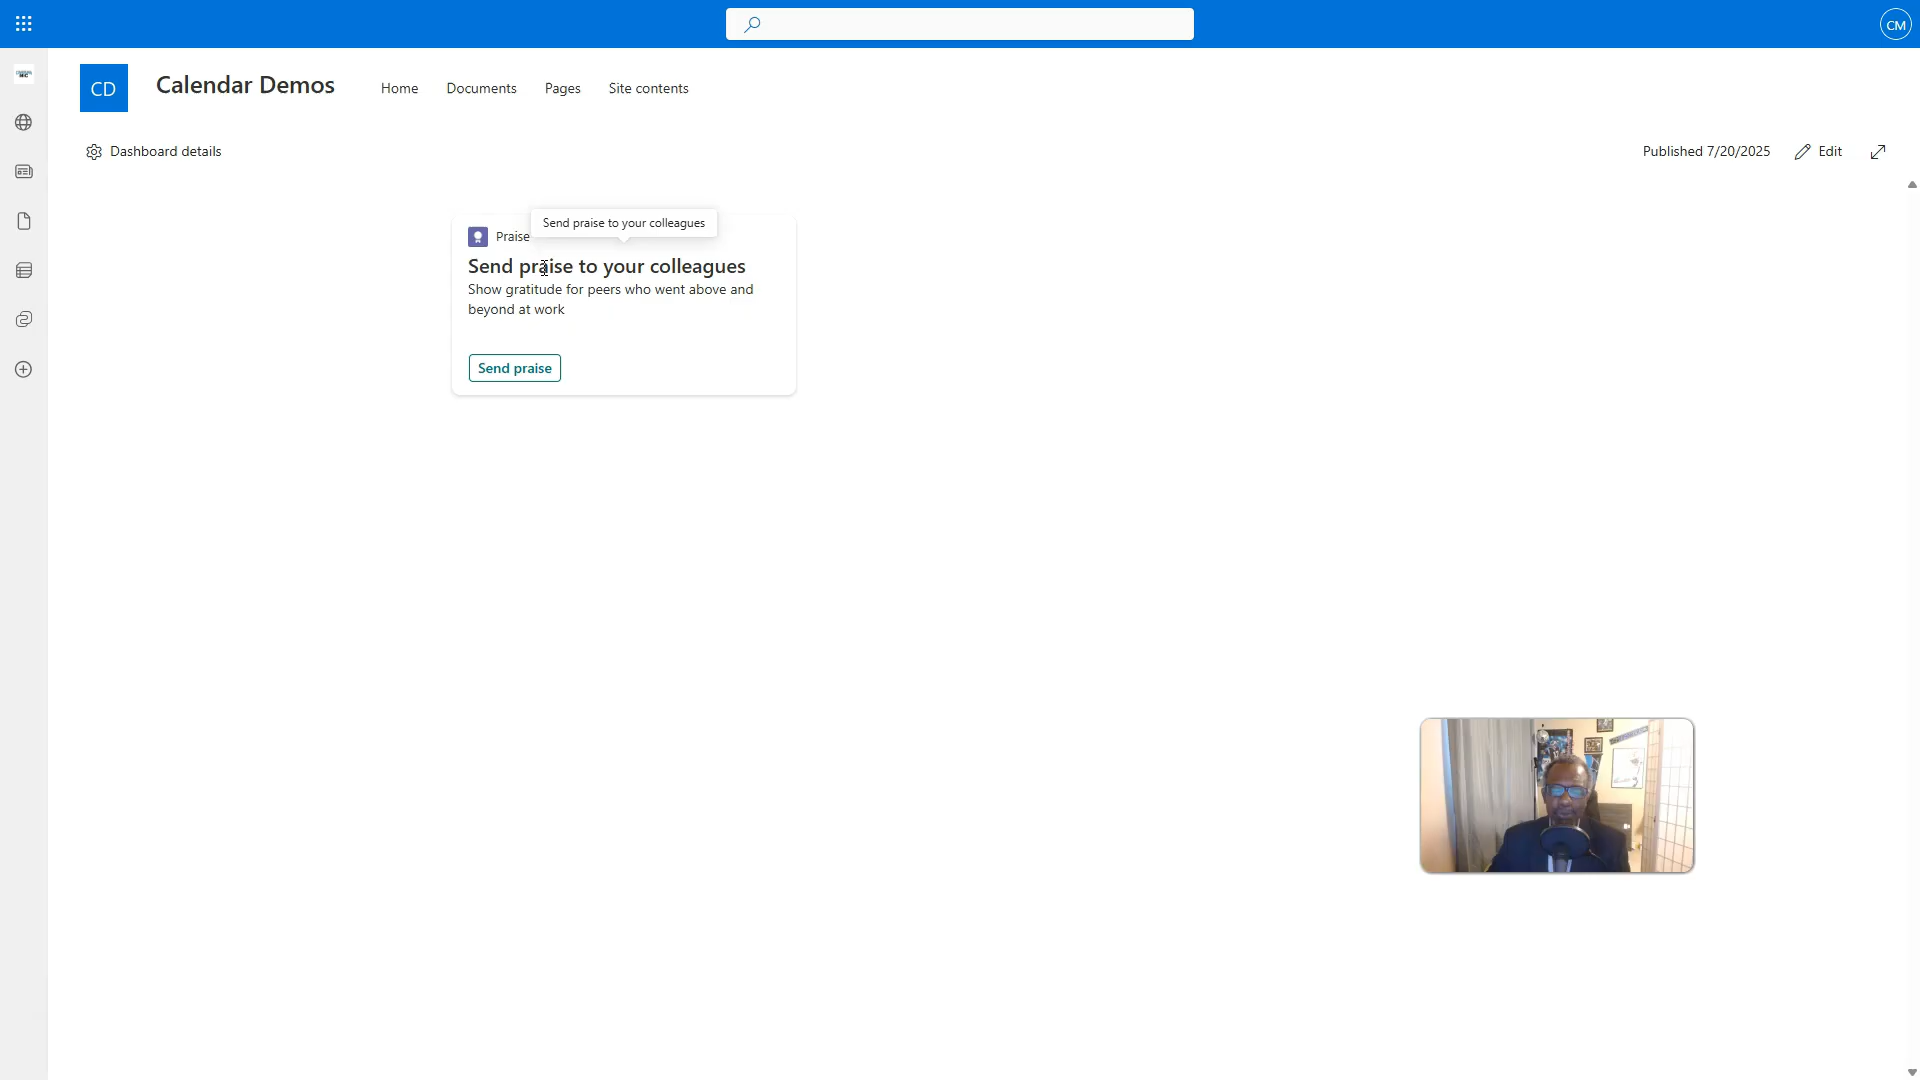 CM
CD
Calendar Demos
Home
Documents
Pages
Site contents
Dashboard details
Published 7/20/2025
Edit
Send praise to your colleagues
Praise
Send praise to your colleagues
Show gratitude for peers who went above and
beyond at work
Send praise